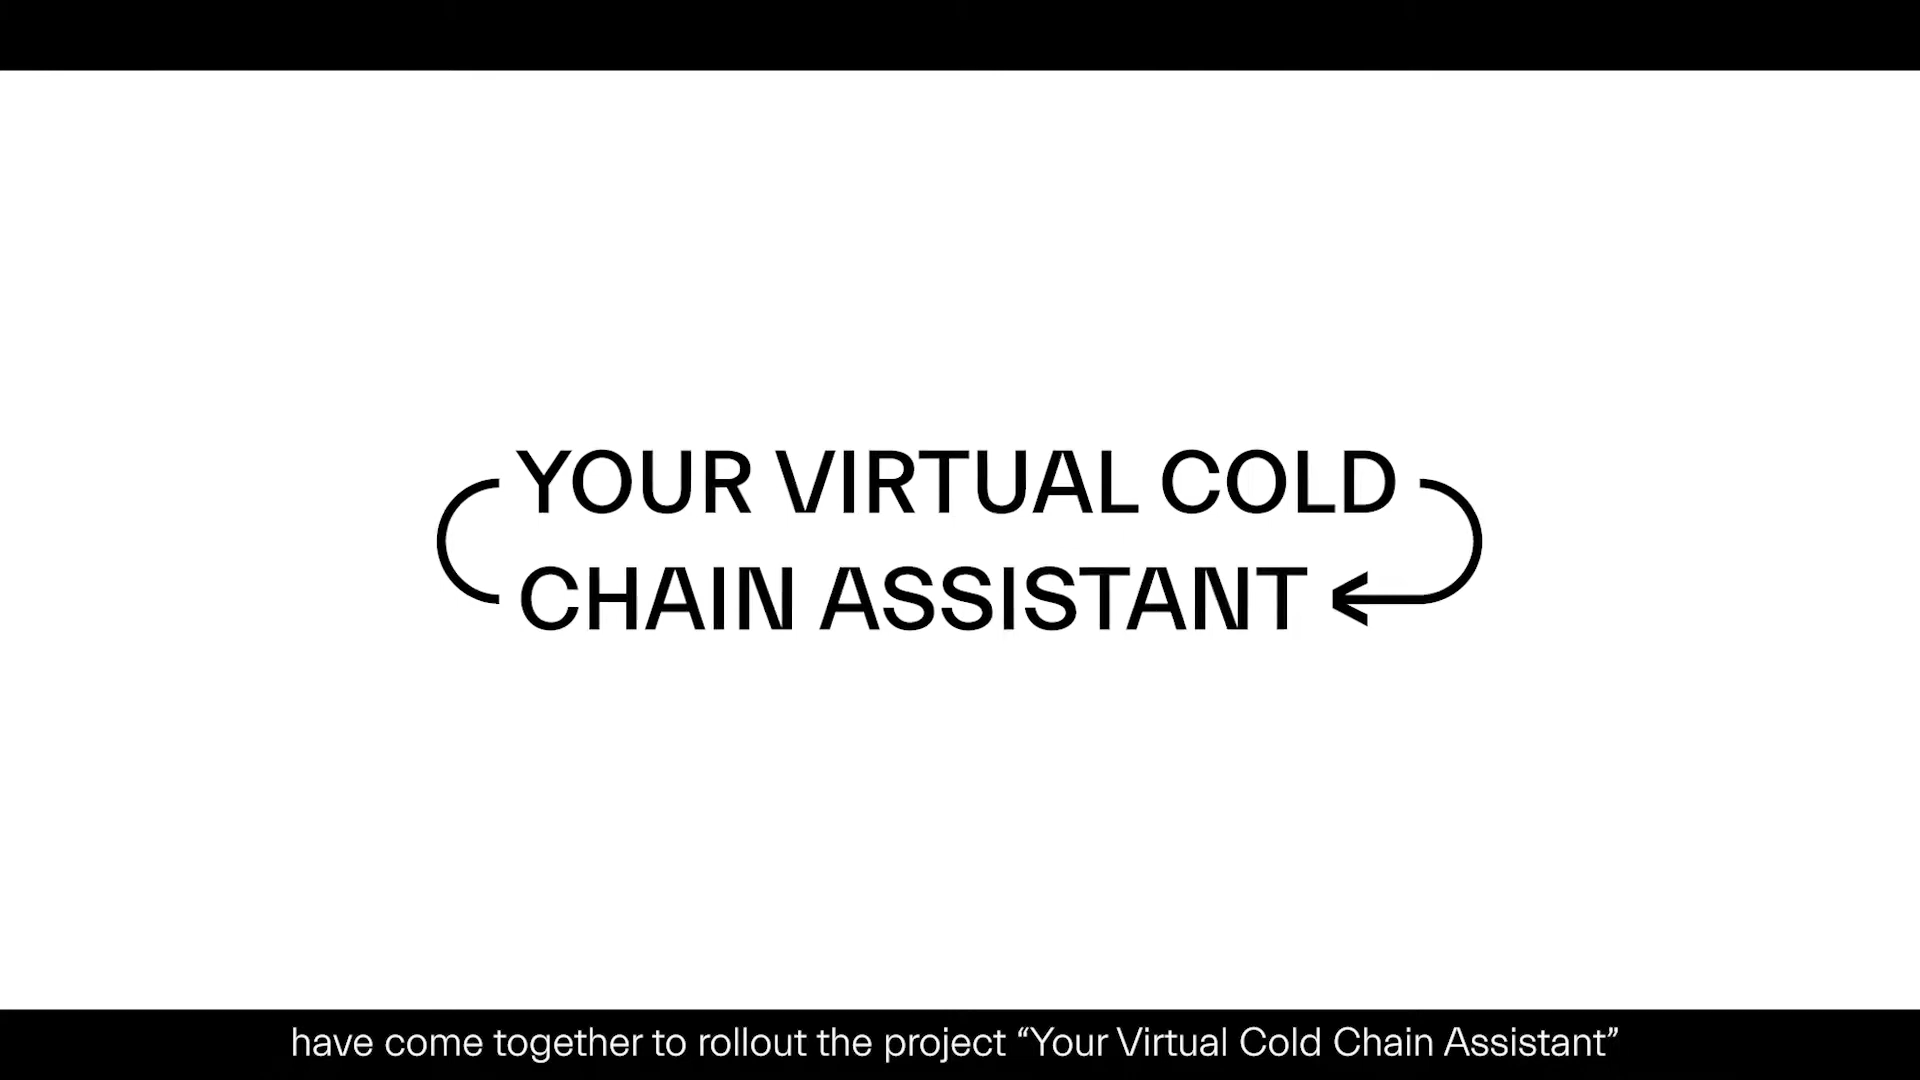 YOUR VIRTUAL COLD
CHAIN ASSISTANT
have come together to rollout the project “Your Virtual Cold Chain Assistant”